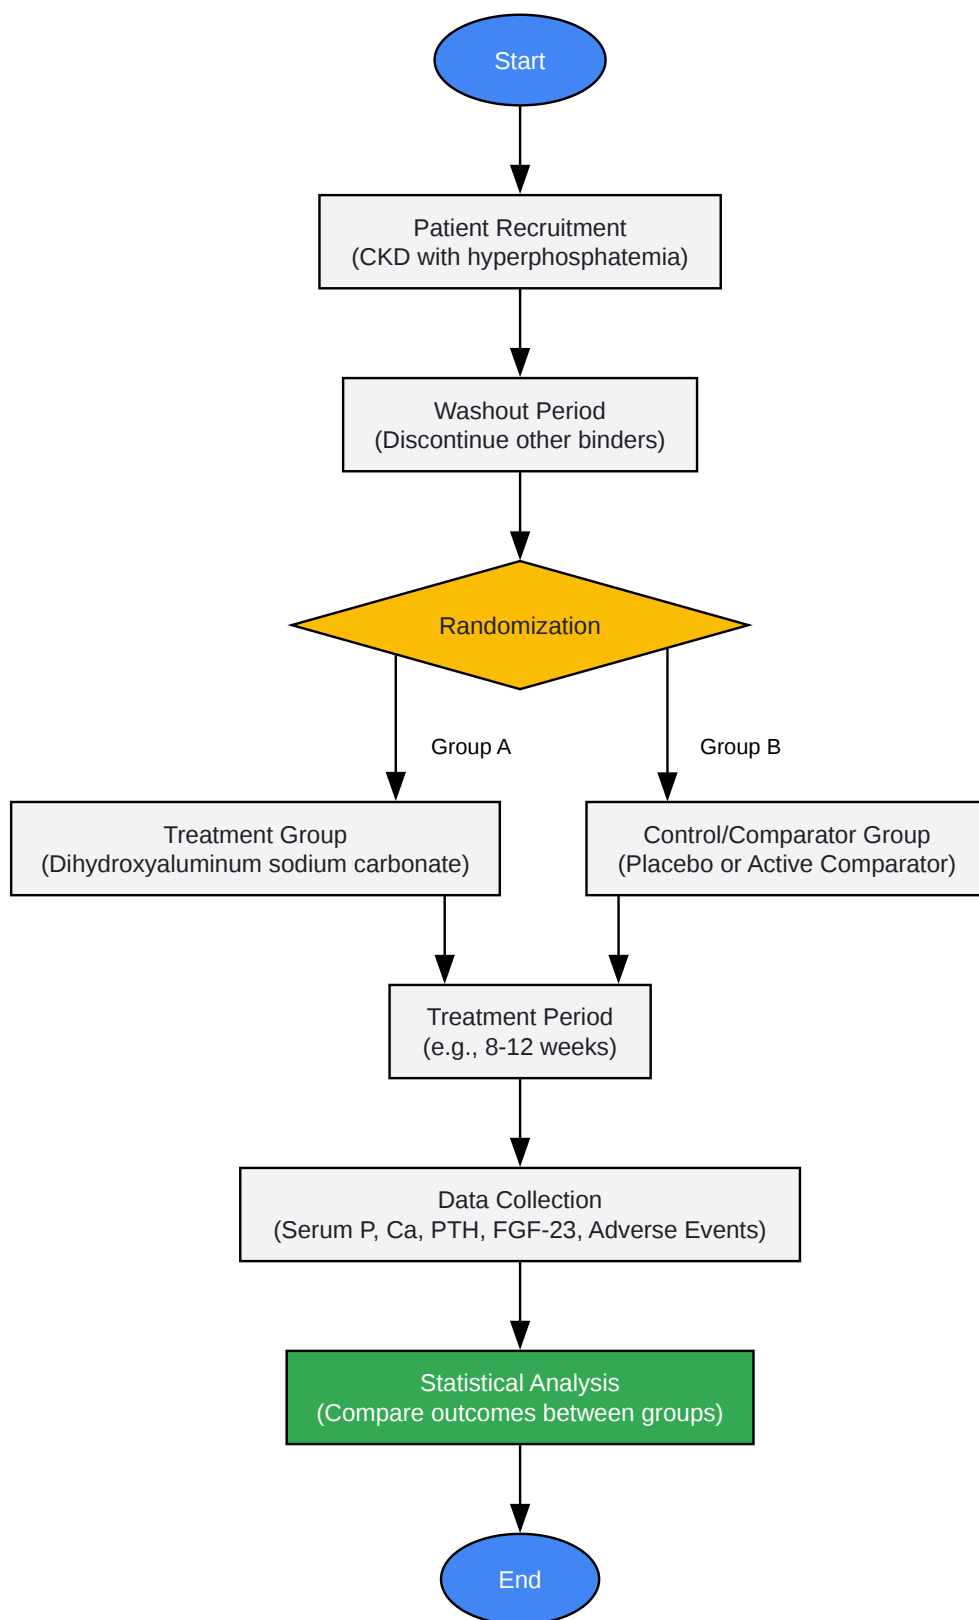 Start
Patient Recruitment
(CKD with hyperphosphatemia)
Washout Period
(Discontinue other binders)
Randomization
Group A
Group B
Treatment Group
(Dihydroxyaluminum sodium carbonate)
Control/Comparator Group
(Placebo or Active Comparator)
Treatment Period
(e.g., 8-12 weeks)
Data Collection
(Serum P, Ca, PTH, FGF-23, Adverse Events)
Statistical Analysis
(Compare outcomes between groups)
End